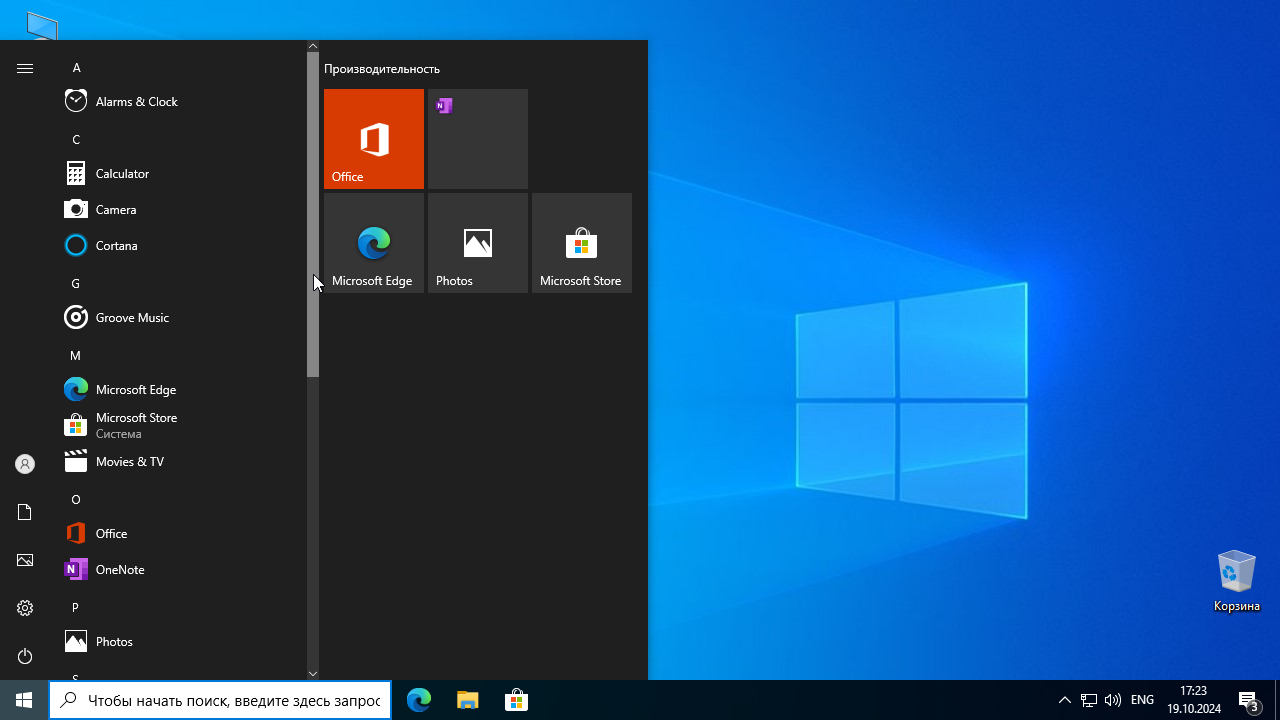 A
Alarms & Clock
C
Calculator
Camera
Cortana
G
Groove Music
M
Microsoft Edge
Microsoft Store
Система
Movies & TV
O
Office
OneNote
P
Photos
Производительность
Office
Microsoft Edge
Photos
Microsoft Store
Корзина
Чтобы начать поиск, введите здесь запрос
ENG
17:23
19.10.2024
3